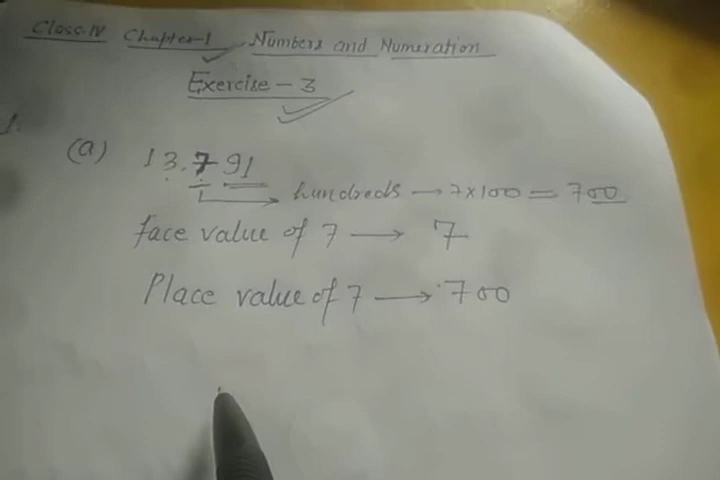 Class-IV Chapter-1 Numbers and Numeration
Exercise - 3
1.
(a) 13,791
hundreds → 7×100 = 700
face value of 7 → 7
Place value of 7 → 700